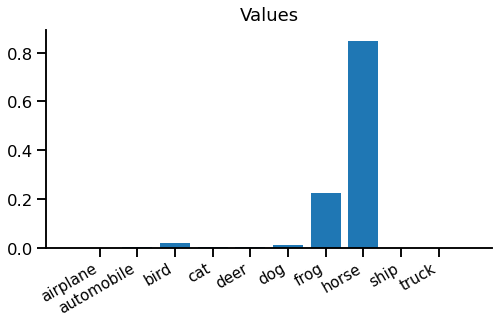 Values
0.8
0.6
0.4
0.2
0.0
airplane
automobile
bird
cat
deer
dog
frog
horse
ship
truck